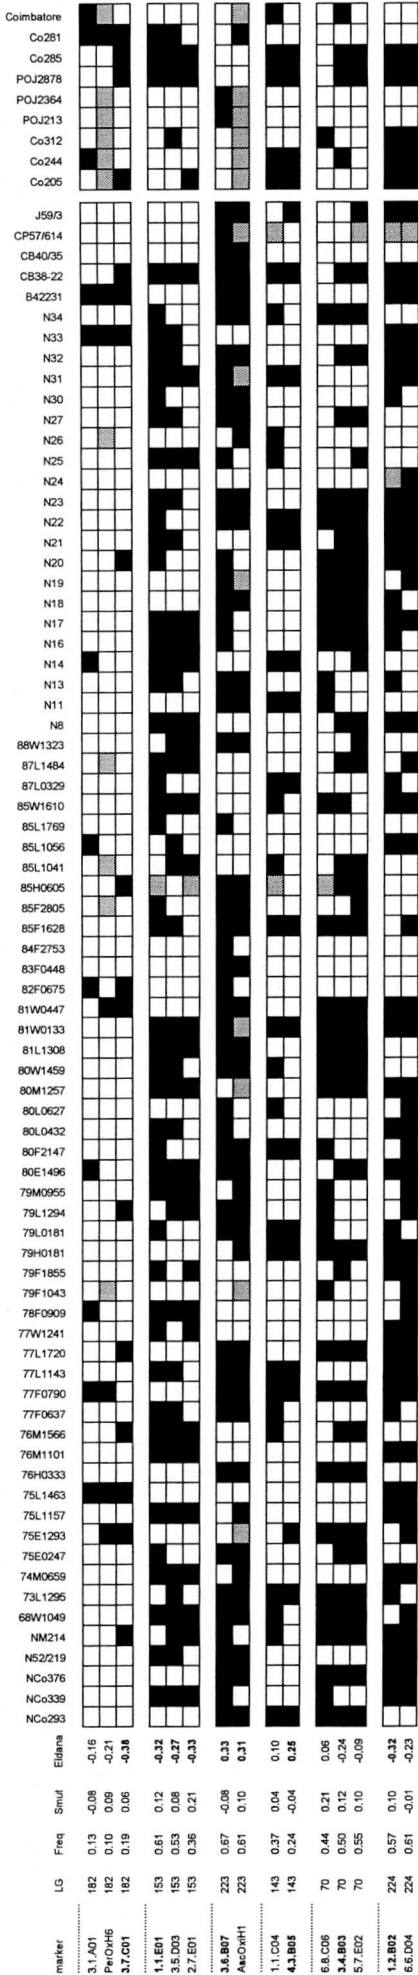 Coimbatore
Co281
Co285
POJ2878
POJ2364
POJ213
Co312
Co244
Co205
J59/3
CP57/614
CB40/35
CB38-22
B42231
N34
N33
N32
N31
N30
N27
N26
N25
N24
N23
N22
N21
N20
N19
N18
N17
N16
N14
N13
N11
N8
88W1323
87L1484
87L0329
85W1610
85L1769
85L1056
85L1041
85H0605
85F2805
85F1628
84F2753
83F0448
82F0675
81W0447
81W0133
81L1308
80W1459
80M1257
80L0627
80L0432
80F2147
80E1496
79M0955
79L1294
79L0181
79H0181
79F1855
79F1043
78F0909
77W1241
77L1720
77L1143
77F0790
77F0637
76M1566
76M1101
76H0333
75L1463
75L1157
75E1293
75E0247
74M0659
73L1295
68W1049
NM214
N52/219
NCo376
NCo339
NCo293
Eldana -0.16 -0.21 -0.38 -0.32 -0.27 -0.33 0.33 0.31 0.10 0.25 0.06 -0.24 -0.09 -0.32 -0.23
Smut -0.08 0.09 0.06 0.12 0.08 0.21 -0.08 0.10 0.04 -0.04 0.21 0.12 0.10 0.10 -0.01
Freq 0.13 0.10 0.19 0.61 0.53 0.36 0.67 0.61 0.37 0.24 0.44 0.50 0.55 0.57 0.61
LG 182 182 182 153 153 153 223 223 143 143 70 70 70 224 224
marker 3.1.A01 PerOxH6 3.7.C01 1.1.E01 3.5.D03 2.7.E01 3.6.B07 AscOxiH1 1.1.C04 4.3.B05 6.8.C06 3.4.B03 5.7.E02 1.2.B02 6.6.D04